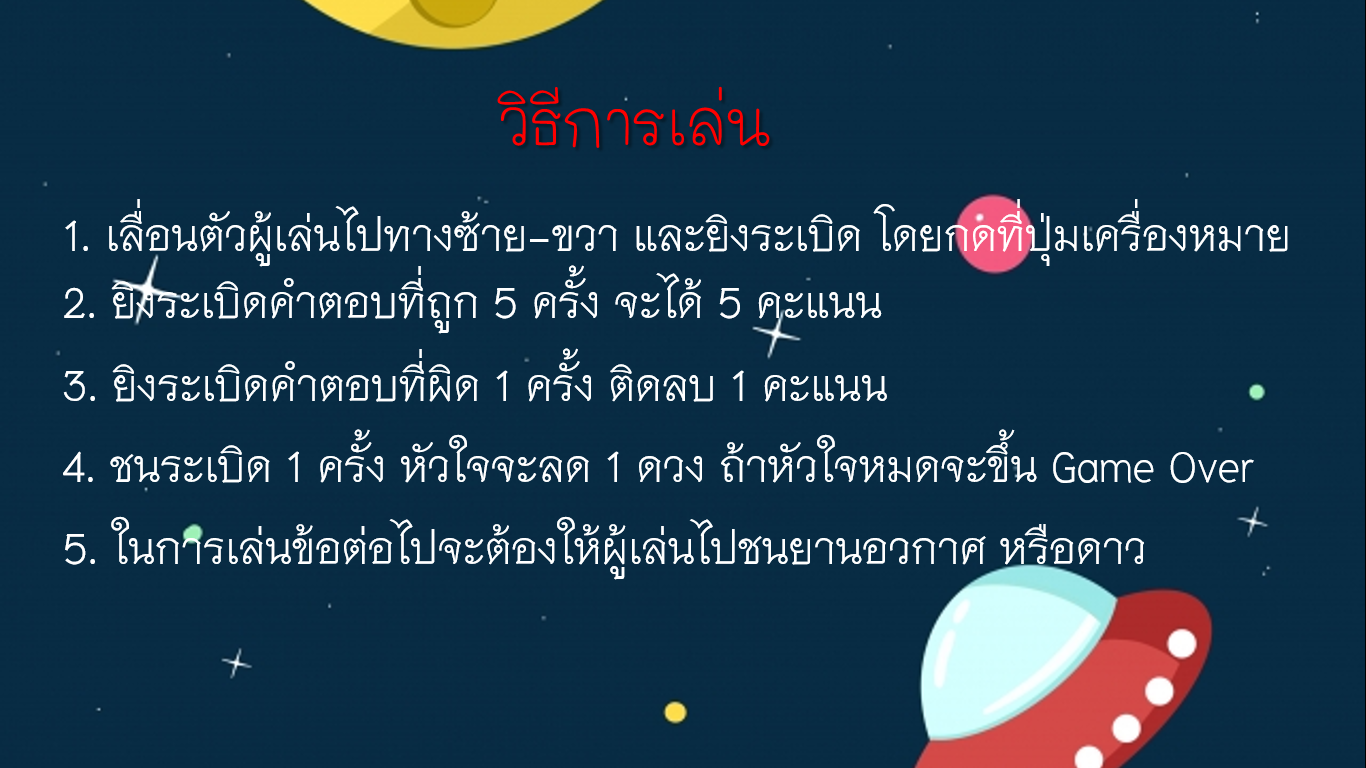 วิธีการเล่น
1. เลื่อนตัวผู้เล่นไปทางซ้าย-ขวา และยิงระเบิด โดยกดที่ปุ่มเครื่องหมาย
2. ยิงระเบิดคำตอบที่ถูก 5 ครั้ง จะได้ 5 คะแนน
3. ยิงระเบิดคำตอบที่ผิด 1 ครั้ง ติดลบ 1 คะแนน
4. ชนระเบิด 1 ครั้ง หัวใจจะลด 1 ดวง ถ้าหัวใจหมดจะขึ้น Game Over
5. ในการเล่นข้อต่อไปจะต้องให้ผู้เล่นไปชนยานอวกาศ หรือดาว